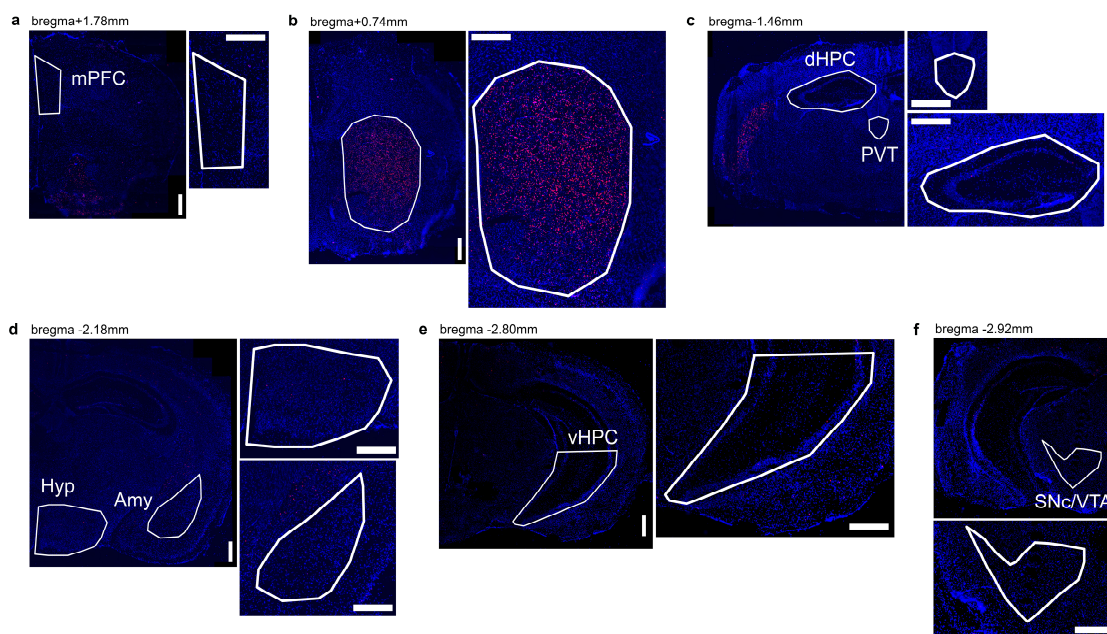 a bregma+1.78mm
mPFC
b bregma+0.74mm
c bregma-1.46mm
dHPC
PVT
d bregma -2.18mm
Hyp
Amy
e bregma -2.80mm
vHPC
f bregma -2.92mm
SNc/VTA